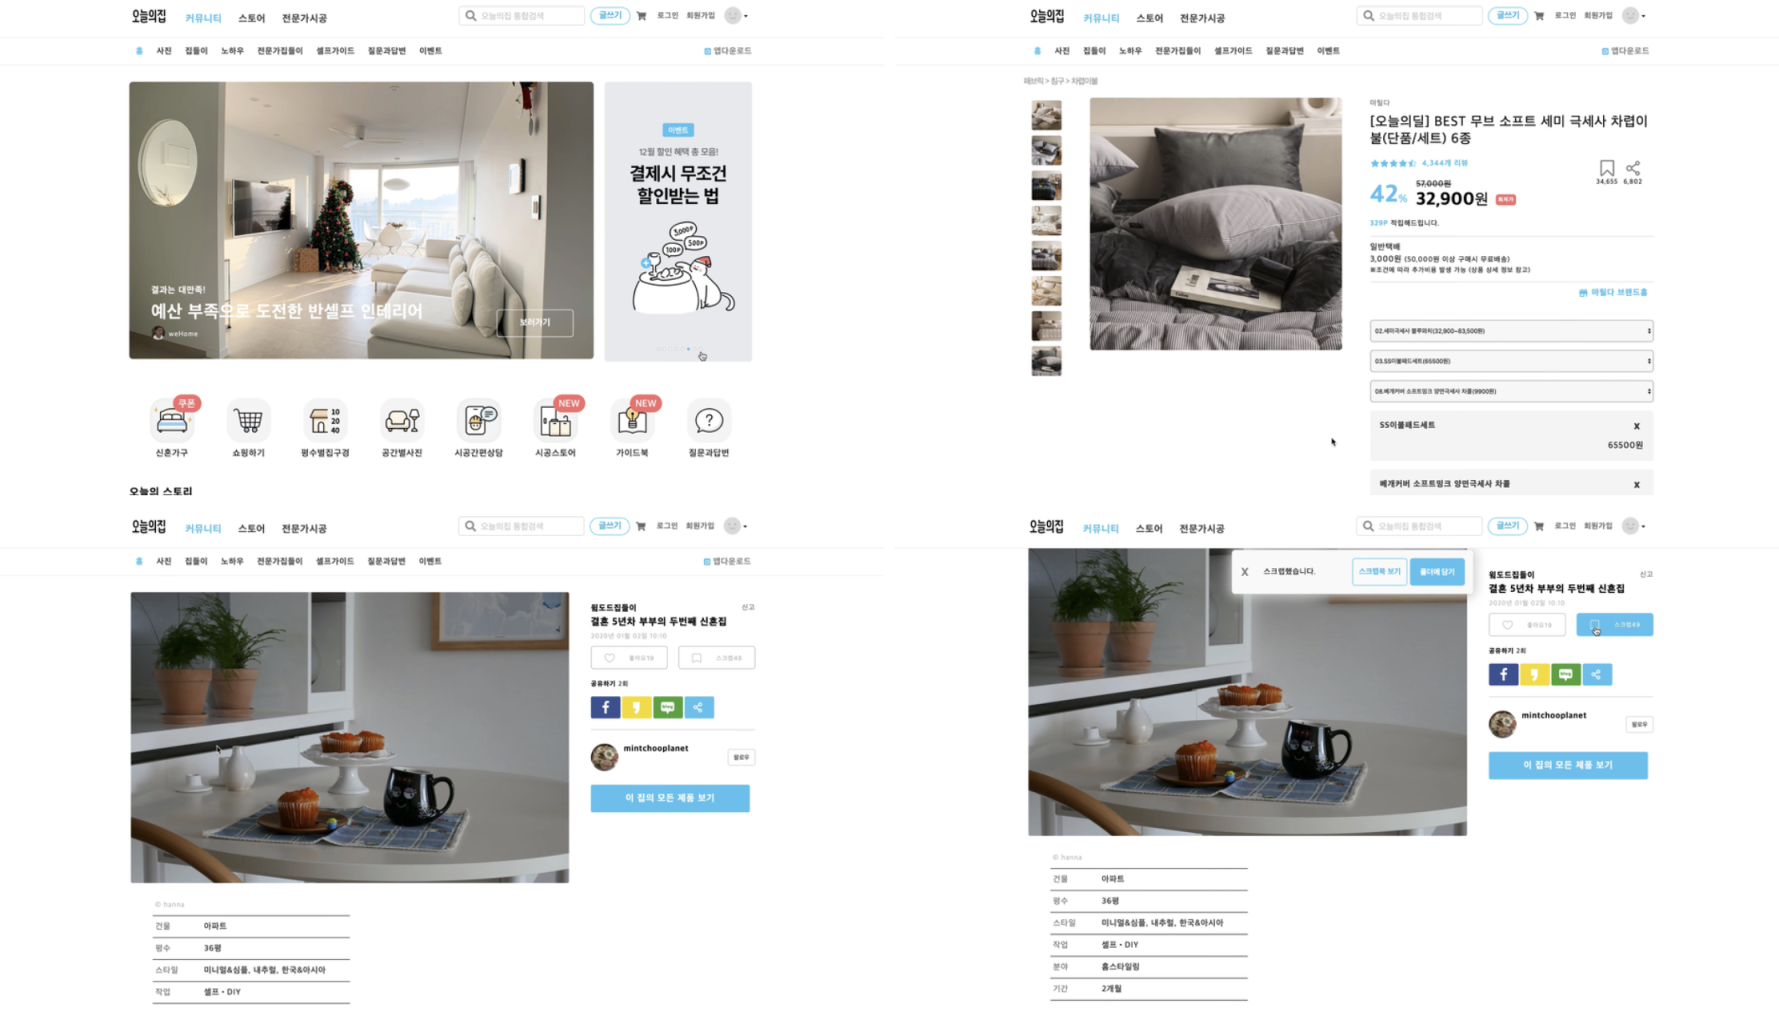 오늘의집 커뮤니티 스토어 전문가시공 오늘의집 통합검색 글쓰기 로그인 회원가입
홈 사진 집들이 노하우 전문가집들이 셀프가이드 질문과답변 이벤트 앱다운로드
결과는 대만족!
예산 부족으로 도전한 반셀프 인테리어
weHome
보러가기
이벤트
12월 할인 혜택 총 모음!
결제시 무조건
할인받는 법
5,000P
100P 500P
쿠폰
10
20
40
NEW
NEW
신혼가구 쇼핑하기 평수별집구경 공간별사진 시공간편상담 시공스토어 가이드북 질문과답변
오늘의 스토리
오늘의집 커뮤니티 스토어 전문가시공 오늘의집 통합검색 글쓰기 로그인 회원가입
홈 사진 집들이 노하우 전문가집들이 셀프가이드 질문과답변 이벤트 앱다운로드
패브릭 > 침구 > 차렵이불
마틸다
[오늘의딜] BEST 무브 소프트 세미 극세사 차렵이
불(단품/세트) 6종
4,344개 리뷰
34,655 6,802
42% 57,000원
32,900원 특가
329P 적립해드립니다.
일반택배
3,000원 (50,000원 이상 구매시 무료배송)
※조건에 따라 추가비용 발생 가능 (상품 상세 정보 참고)
마틸다 브랜드홈
02.세미극세사 블루와치(32,900~83,500원)
03.SS이불패드세트(65500원)
08.베개커버 소프트밍크 양면극세사 차콜(9900원)
SS이불패드세트 X
65500원
베개커버 소프트밍크 양면극세사 차콜 X
오늘의집 커뮤니티 스토어 전문가시공 오늘의집 통합검색 글쓰기 로그인 회원가입
홈 사진 집들이 노하우 전문가집들이 셀프가이드 질문과답변 이벤트 앱다운로드
신고
결혼 5년차 부부의 두번째 신혼집
2020년 01월 02일 10:10
좋아요19 스크랩48
공유하기 2회
mintchooplanet
팔로우
이 집의 모든 제품 보기
© hanna
건물 아파트
평수 36평
스타일 미니멀&심플, 내추럴, 한국&아시아
작업 셀프 • DIY
오늘의집 커뮤니티 스토어 전문가시공 오늘의집 통합검색 글쓰기 로그인 회원가입
X 스크랩했습니다. 스크랩북 보기 폴더에 담기
신고
결혼 5년차 부부의 두번째 신혼집
2020년 01월 02일 10:10
좋아요19 스크랩49
공유하기 2회
mintchooplanet
팔로우
이 집의 모든 제품 보기
© hanna
건물 아파트
평수 36평
스타일 미니멀&심플, 내추럴, 한국&아시아
작업 셀프 • DIY
분야 홈스타일링
기간 2개월